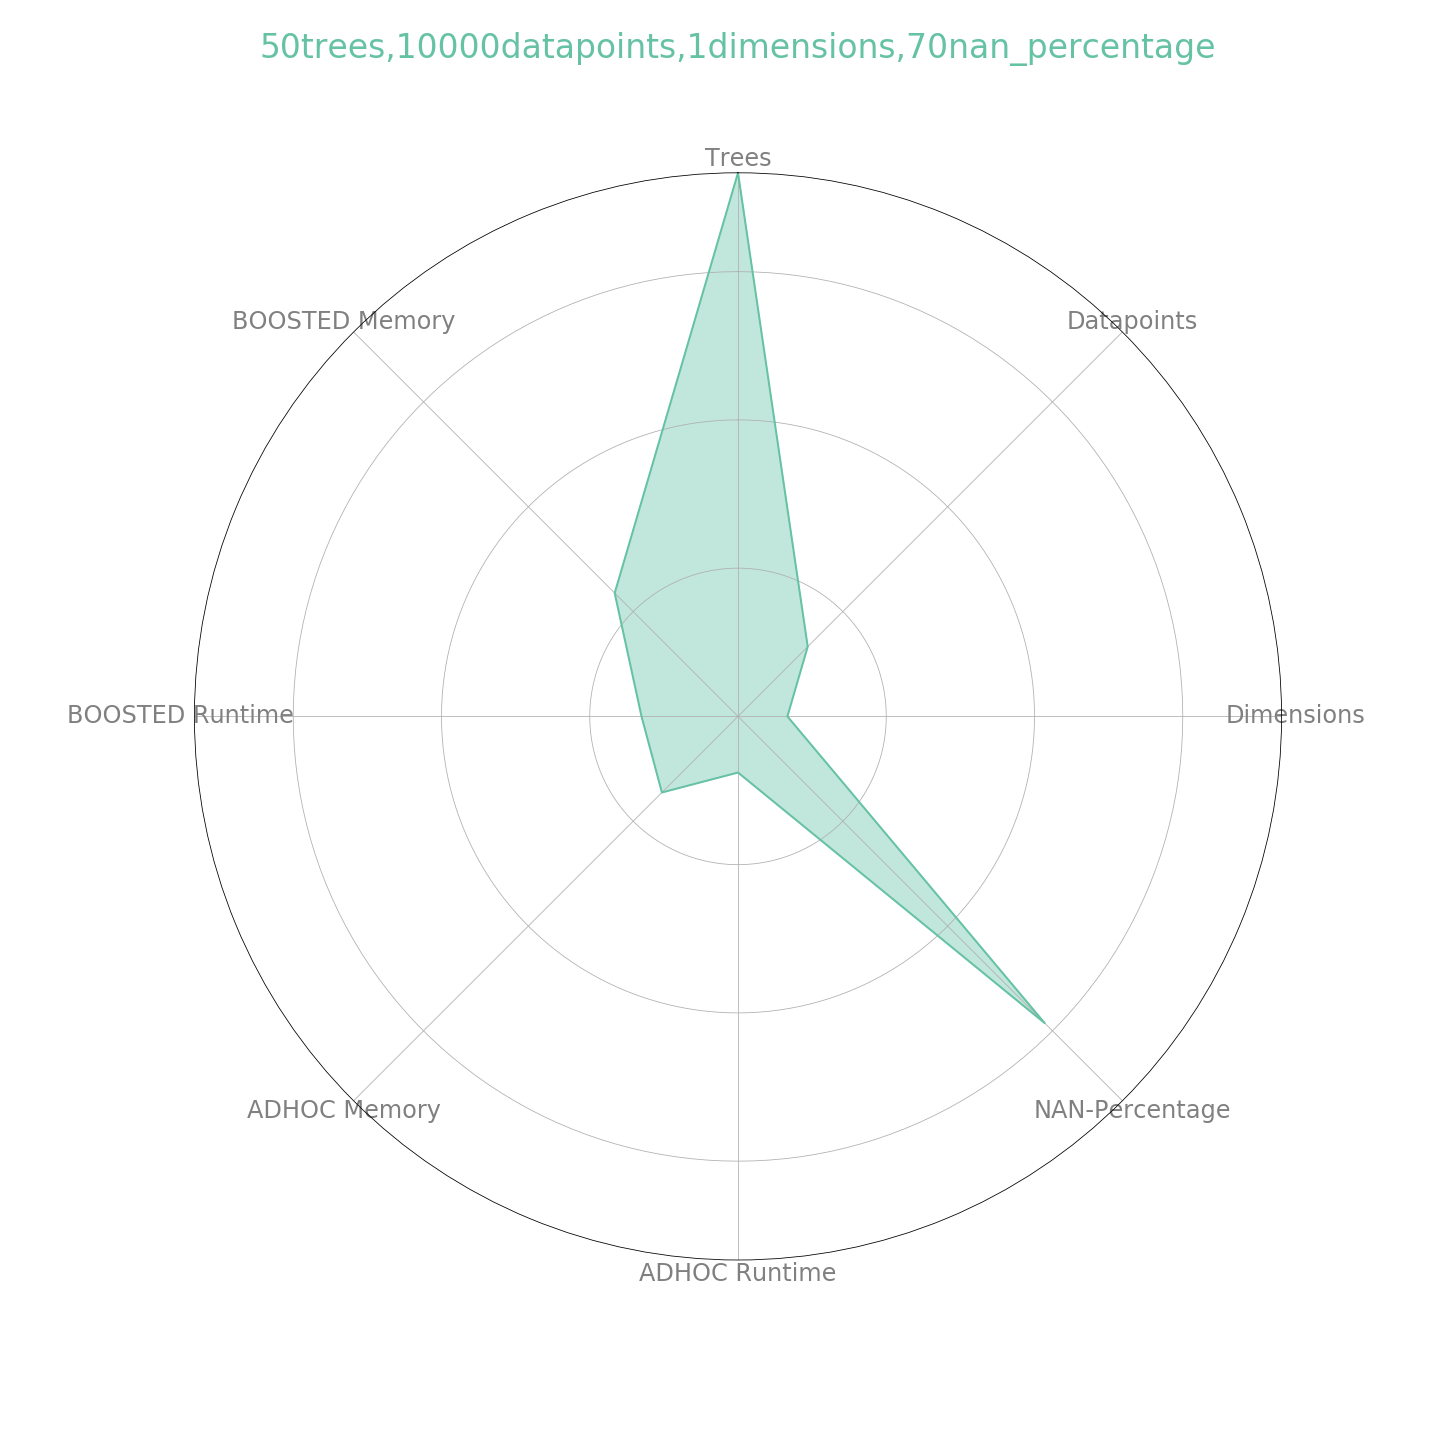 50trees,10000datapoints,1dimensions,70nan_percentage
Trees
BOOSTED Memory
Datapoints
BOOSTED Runtime
Dimensions
ADHOC Memory
NAN-Percentage
ADHOC Runtime